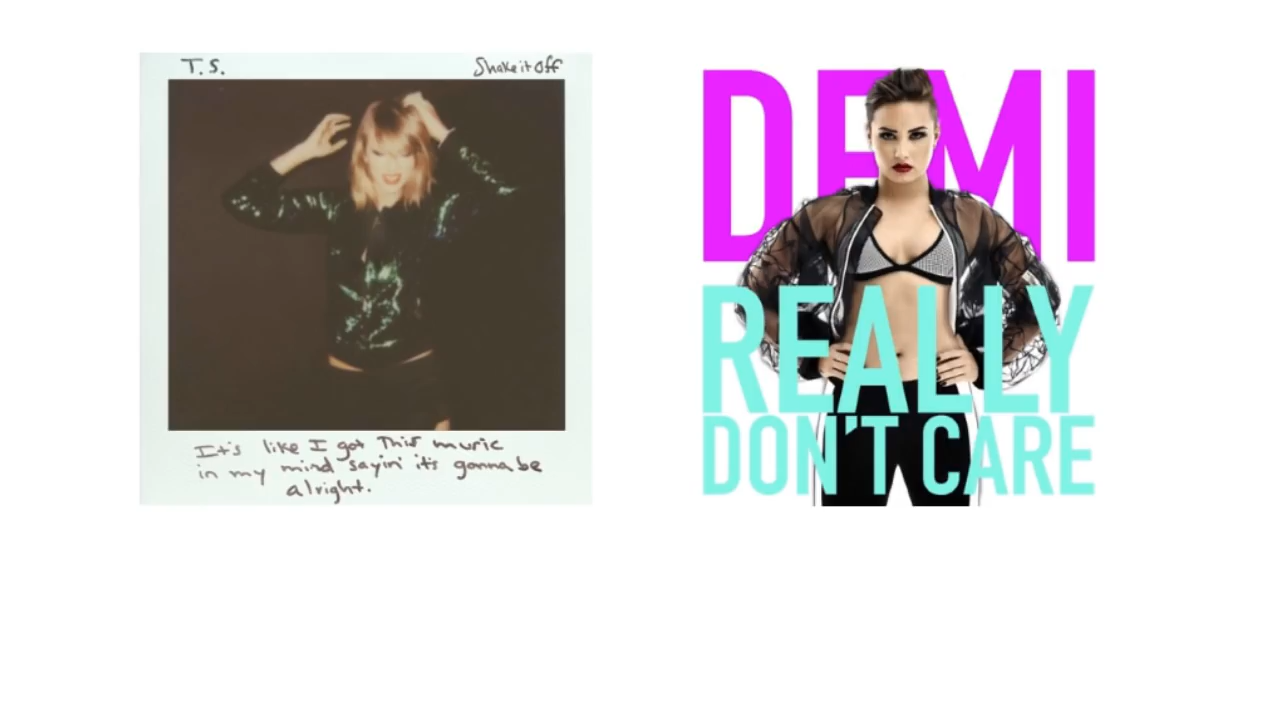 T. S. Shake it Off
It's like I got This music
in my mind sayin' it's gonna be
alright.
DEMI
REALLY
DON'T CARE